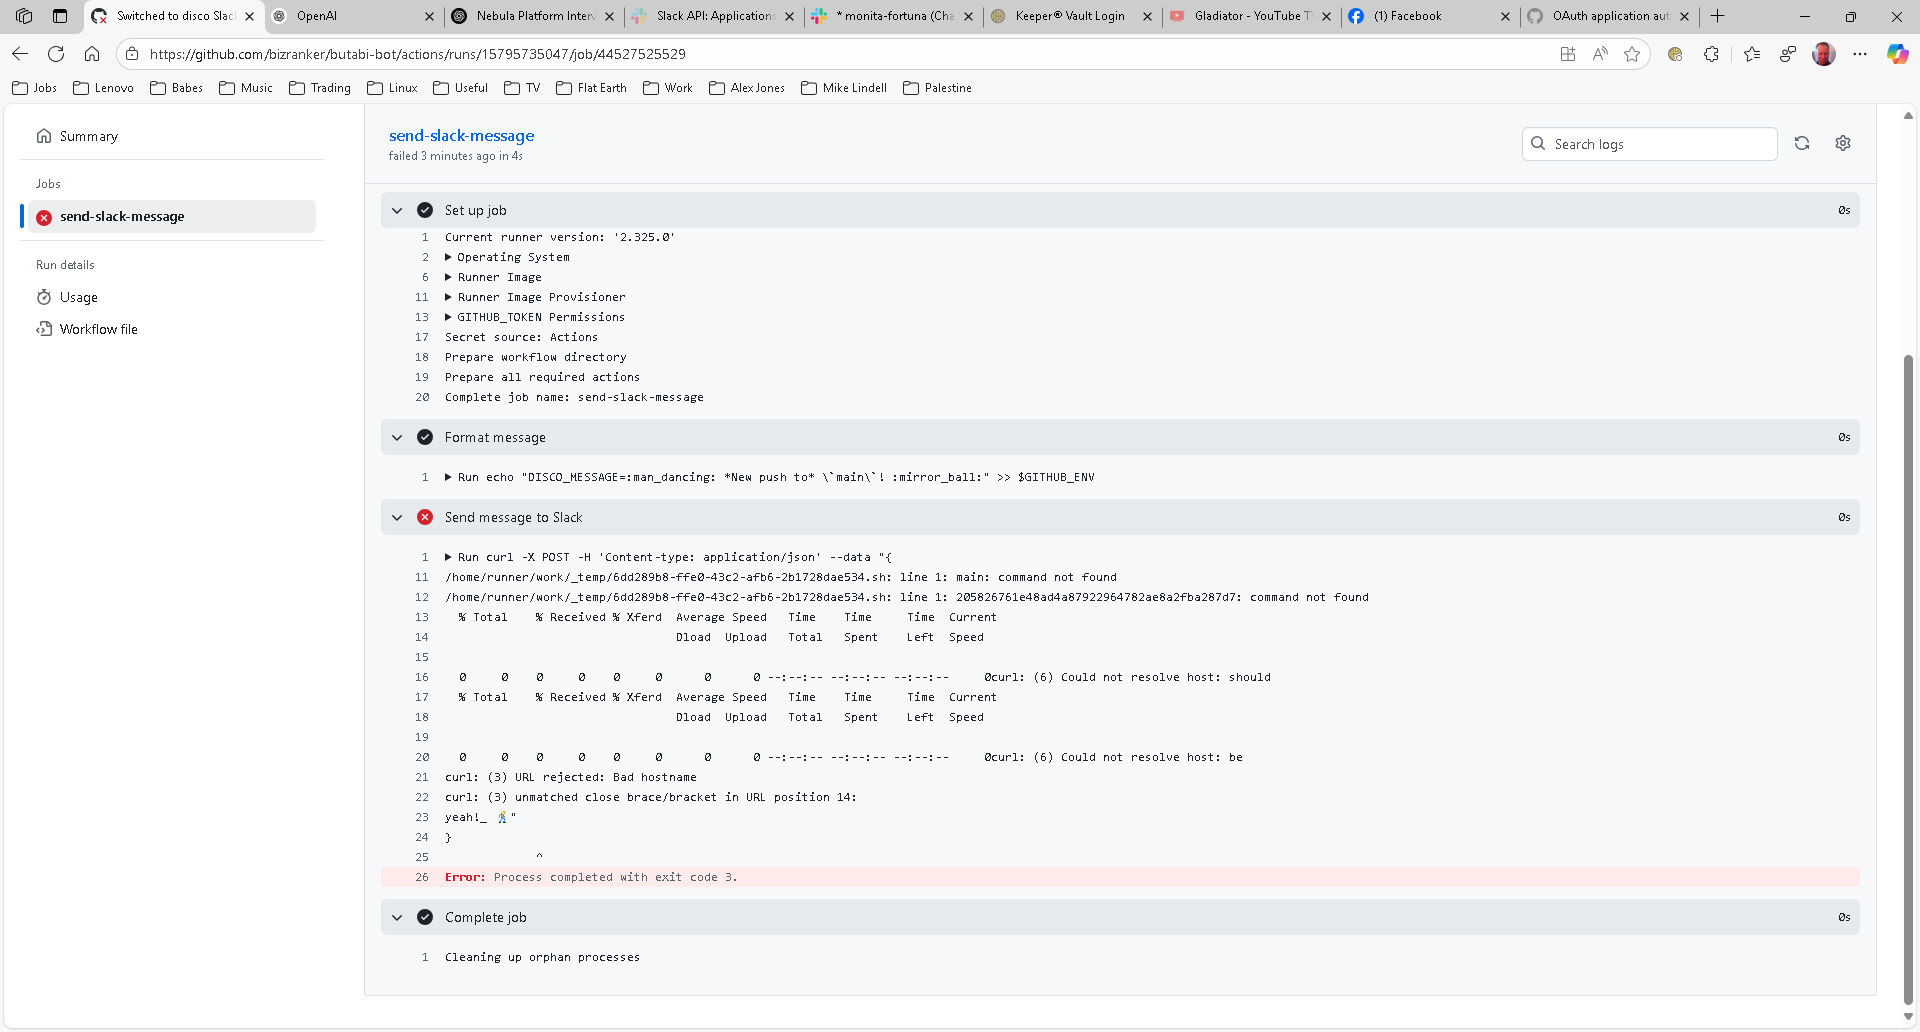 Switched to disco Slac
OpenAI
Nebula Platform Interv
Slack API: Applications
* monita-fortuna (Cha
Keeper® Vault Login
Gladiator - YouTube T
(1) Facebook
OAuth application aut
https://github.com/bizranker/butabi-bot/actions/runs/15795735047/job/44527525529
Jobs
Lenovo
Babes
Music
Trading
Linux
Useful
TV
Flat Earth
Work
Alex Jones
Mike Lindell
Palestine
Summary
Jobs
send-slack-message
Run details
Usage
Workflow file
send-slack-message
failed 3 minutes ago in 4s
Search logs
Set up job 0s
1 Current runner version: '2.325.0'
2 Operating System
6 Runner Image
11 Runner Image Provisioner
13 GITHUB_TOKEN Permissions
17 Secret source: Actions
18 Prepare workflow directory
19 Prepare all required actions
20 Complete job name: send-slack-message
Format message 0s
1 Run echo "DISCO_MESSAGE=:man_dancing: *New push to* \`main\`! :mirror_ball:" >> $GITHUB_ENV
Send message to Slack 0s
1 Run curl -X POST -H 'Content-type: application/json' --data "{
11 /home/runner/work/_temp/6dd289b8-ffe0-43c2-afb6-2b1728dae534.sh: line 1: main: command not found
12 /home/runner/work/_temp/6dd289b8-ffe0-43c2-afb6-2b1728dae534.sh: line 1: 205826761e48ad4a87922964782ae8a2fba287d7: command not found
13 % Total % Received % Xferd Average Speed Time Time Time Current
14 Dload Upload Total Spent Left Speed
15
16 0 0 0 0 0 0 0 0 --:--:-- --:--:-- --:--:-- 0curl: (6) Could not resolve host: should
17 % Total % Received % Xferd Average Speed Time Time Time Current
18 Dload Upload Total Spent Left Speed
19
20 0 0 0 0 0 0 0 0 --:--:-- --:--:-- --:--:-- 0curl: (6) Could not resolve host: be
21 curl: (3) URL rejected: Bad hostname
22 curl: (3) unmatched close brace/bracket in URL position 14:
23 yeah!_ 🕺"
24 }
25 ^
26 Error: Process completed with exit code 3.
Complete job 0s
1 Cleaning up orphan processes